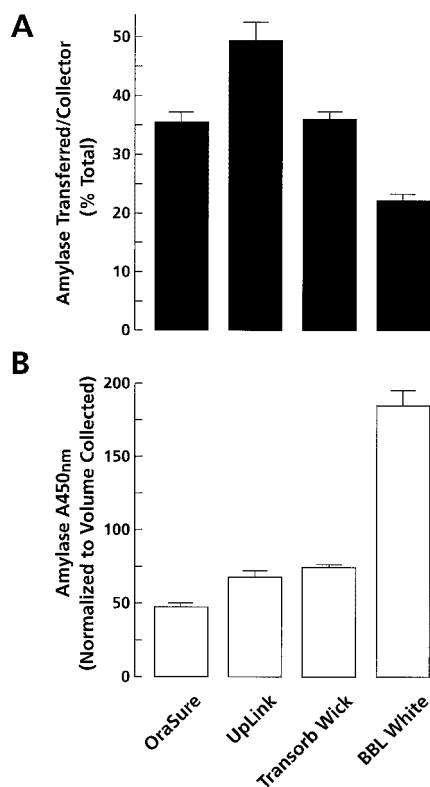 A
Amylase Transferred/Collector
(% Total)
50
40
30
20
10
0
B
Amylase A450nm
(Normalized to Volume Collected)
200
150
100
50
0
OraSure
UpLink
Transorb Wick
BBL White